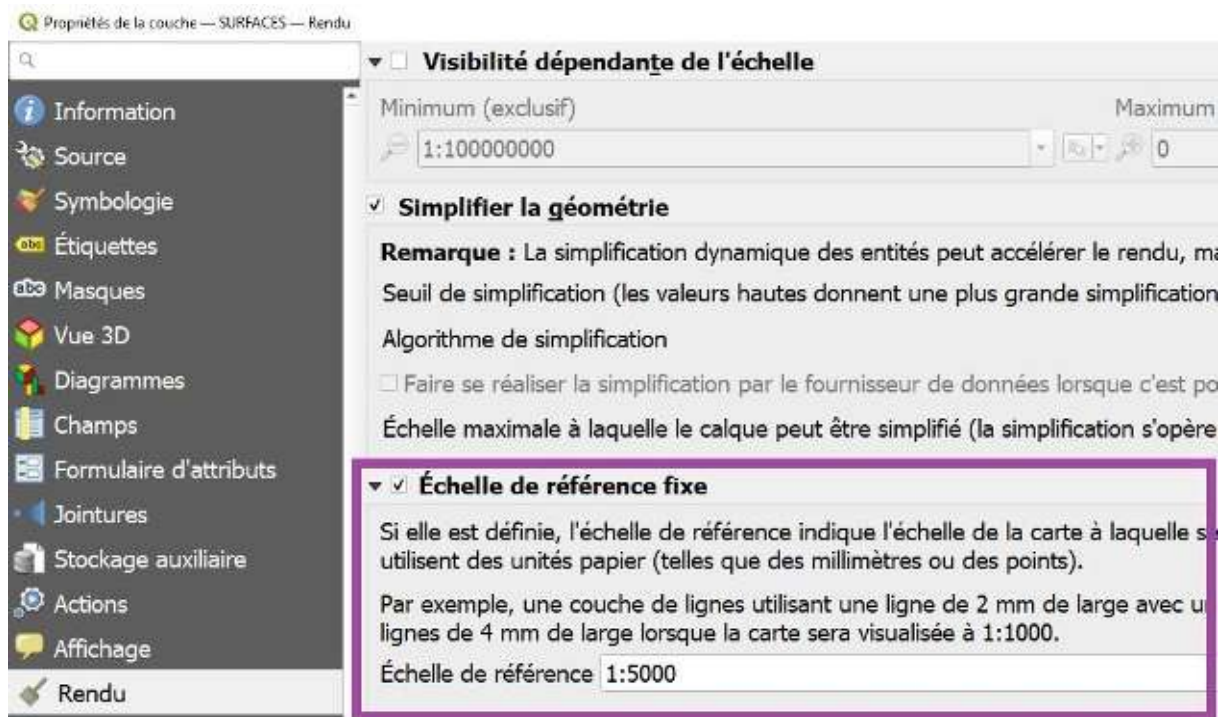 Propriétés de la couche — SURFACES — Rendu
Visibilité dépendante de l'échelle
Minimum (exclusif) Maximum
1:100000000 0
Information
Source
Symbologie
Étiquettes
Masques
Vue 3D
Diagrammes
Champs
Formulaire d'attributs
Jointures
Stockage auxiliaire
Actions
Affichage
Rendu
Simplifier la géométrie
Remarque : La simplification dynamique des entités peut accélérer le rendu, ma
Seuil de simplification (les valeurs hautes donnent une plus grande simplification
Algorithme de simplification
Faire se réaliser la simplification par le fournisseur de données lorsque c'est po
Échelle maximale à laquelle le calque peut être simplifié (la simplification s'opère
Échelle de référence fixe
Si elle est définie, l'échelle de référence indique l'échelle de la carte à laquelle s
utilisent des unités papier (telles que des millimètres ou des points).
Par exemple, une couche de lignes utilisant une ligne de 2 mm de large avec u
lignes de 4 mm de large lorsque la carte sera visualisée à 1:1000.
Échelle de référence 1:5000